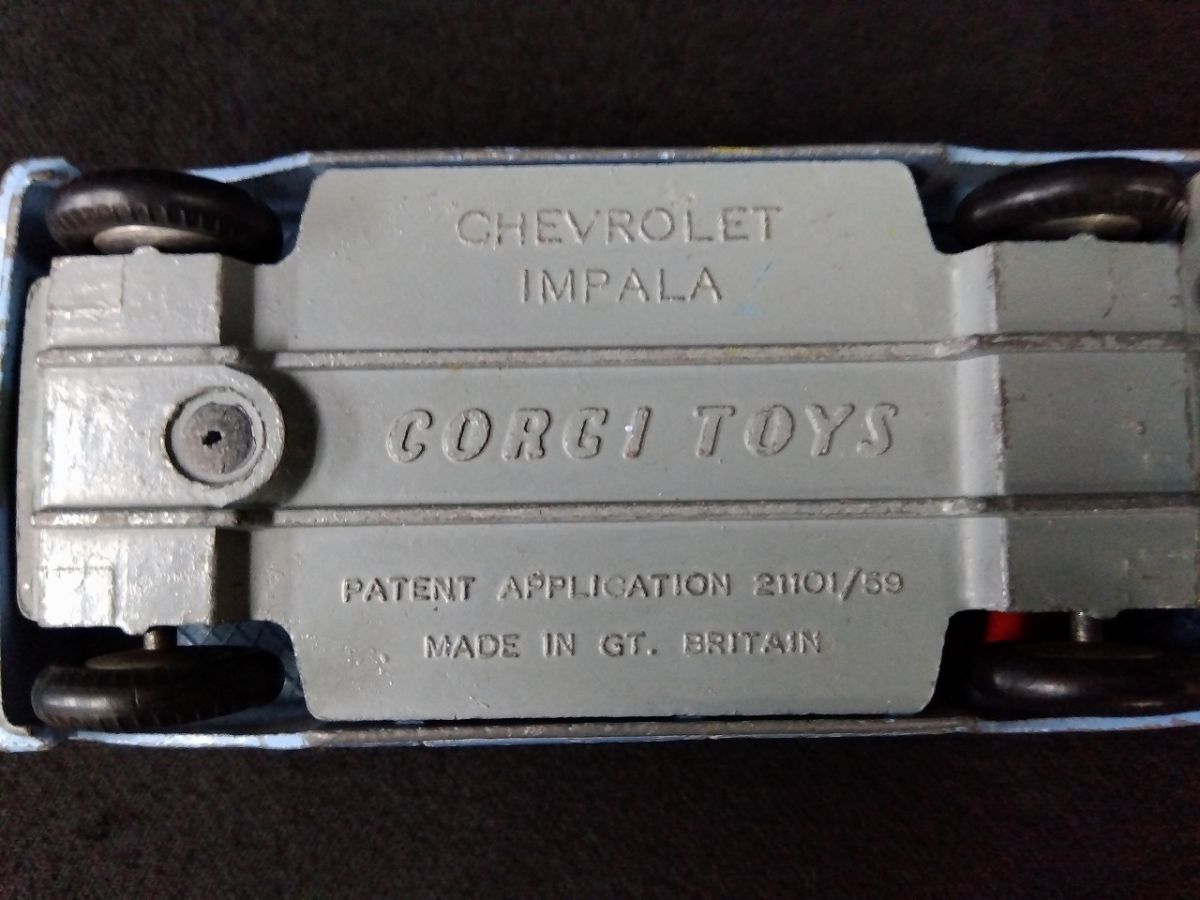 CHEVROLET
IMPALA
CORGI TOYS
PATENT APPLICATION 21101/59
MADE IN GT. BRITAIN